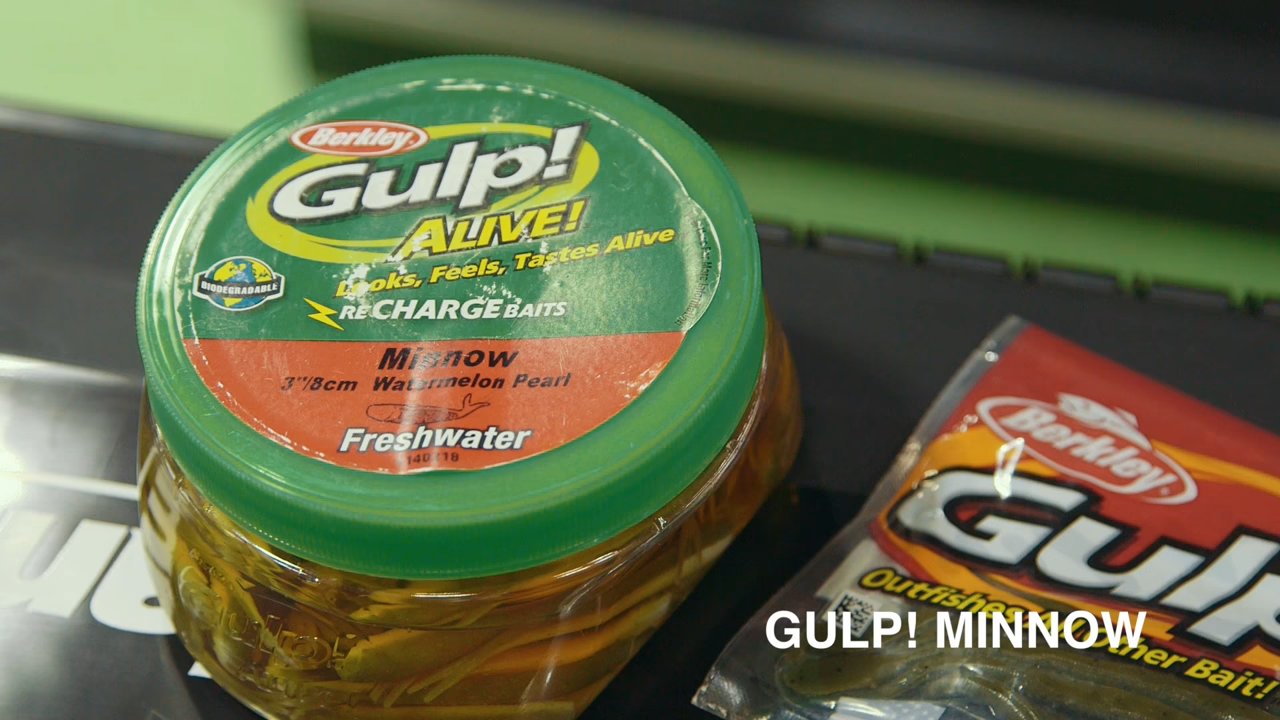 Berkley
Gulp!
ALIVE!
Looks, Feels, Tastes Alive
BIODEGRADABLE
RECHARGE BAITS
Minnow
3"/8cm Watermelon Pearl
Freshwater
Berkley
Gulp
Outfishes
Other Bait!
GULP! MINNOW